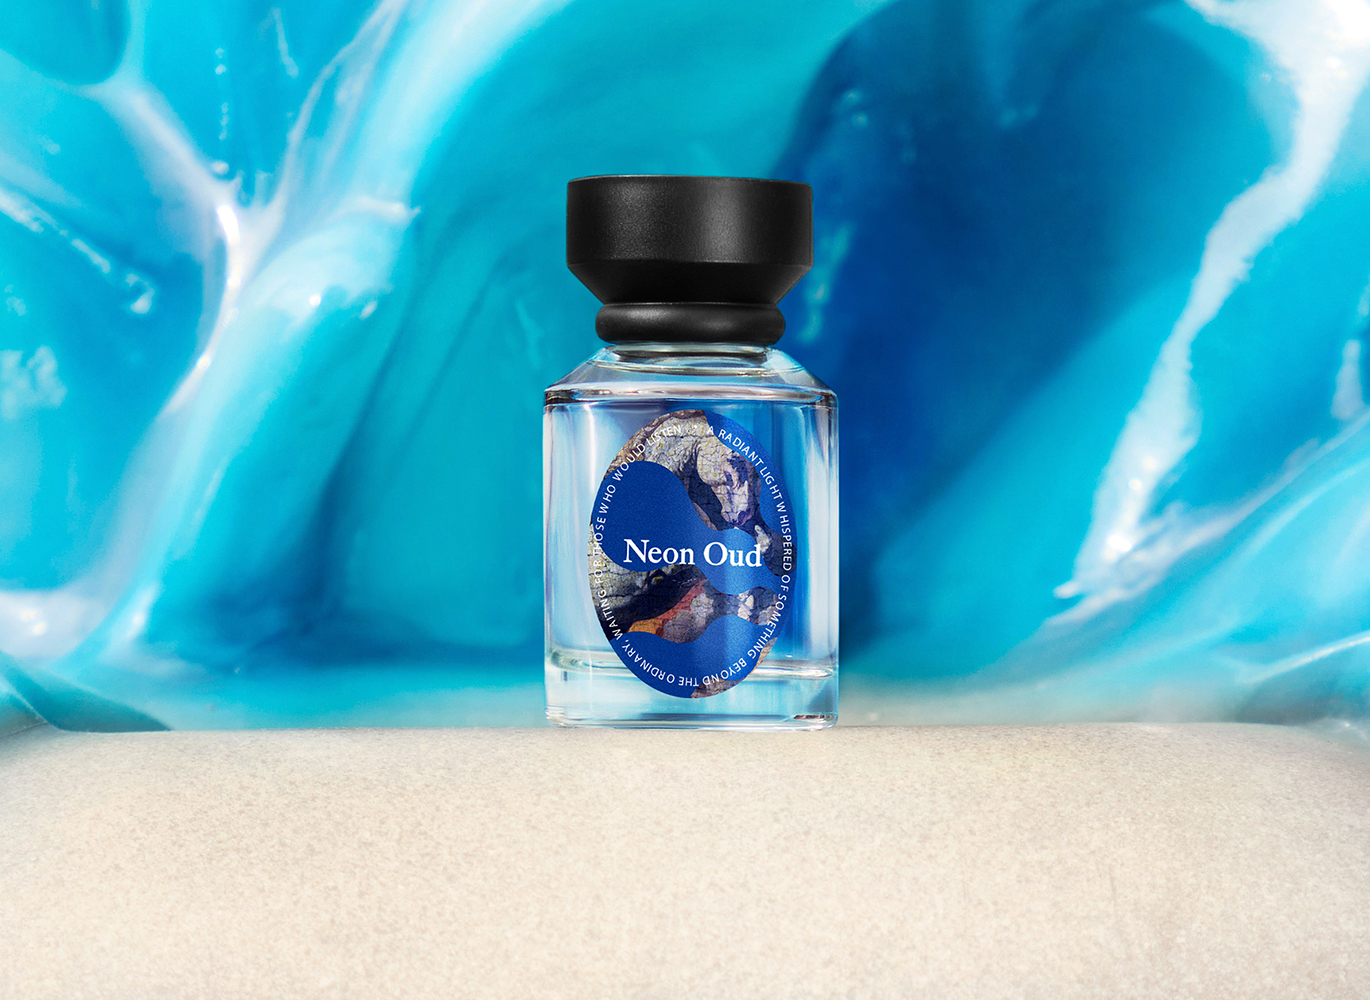 A RADIANT LIGHT WHISPERED OF SOMETHING BEYOND THE ORDINARY, WAITING FOR THOSE WHO WOULD LISTEN
Neon Oud